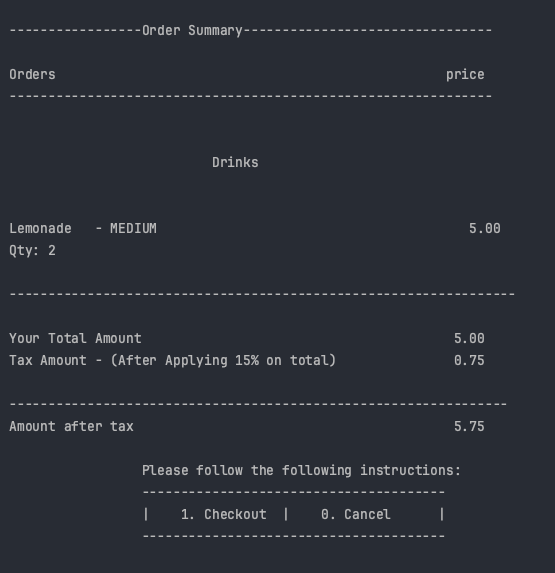 -----------------Order Summary--------------------------------
Orders                                                  price
--------------------------------------------------------------
Drinks
Lemonade   - MEDIUM                                        5.00
Qty: 2
-----------------------------------------------------------------
Your Total Amount                                        5.00
Tax Amount - (After Applying 15% on total)               0.75
----------------------------------------------------------------
Amount after tax                                         5.75
Please follow the following instructions:
---------------------------------------
|    1. Checkout  |    0. Cancel      |
---------------------------------------